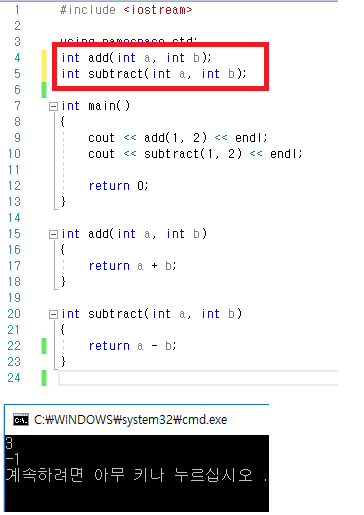 1 #include <iostream>
2
3 using namespace std;
4 int add(int a, int b);
5 int subtract(int a, int b);
6
7 int main()
8 {
9 cout << add(1, 2) << endl;
10 cout << subtract(1, 2) << endl;
11
12 return 0;
13 }
14
15 int add(int a, int b)
16 {
17 return a + b;
18 }
19
20 int subtract(int a, int b)
21 {
22 return a - b;
23 }
24
C:₩WINDOWS₩system32₩cmd.exe
3
-1
계속하려면 아무 키나 누르십시오 .